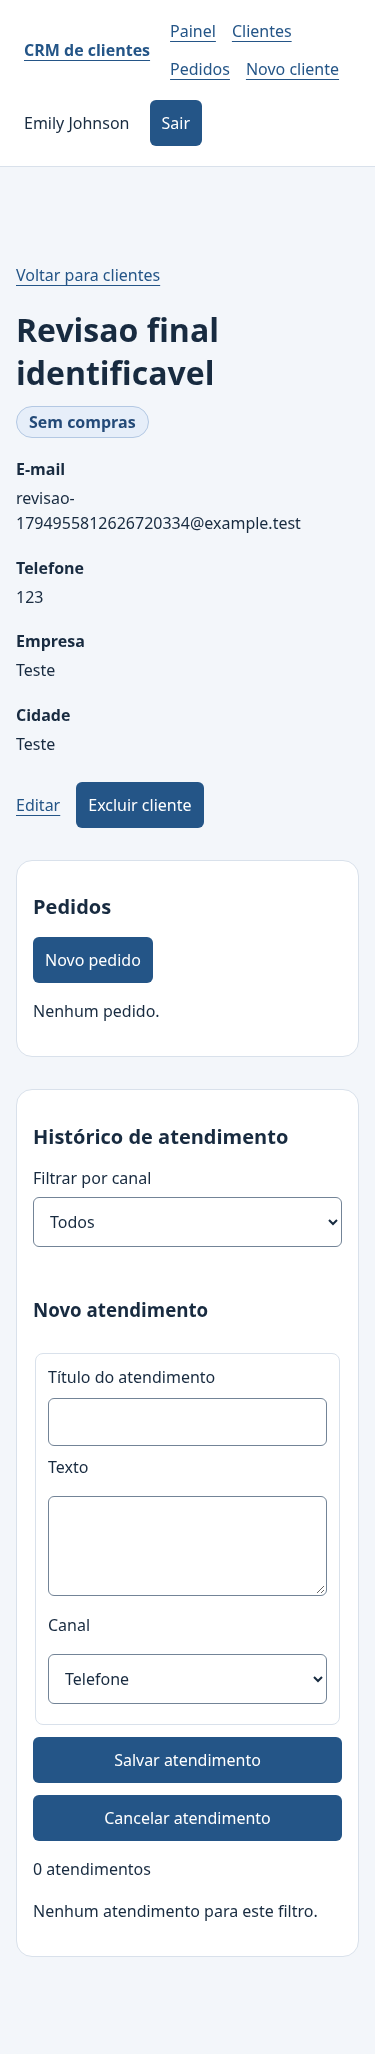 CRM de clientes
Painel Clientes
Pedidos Novo cliente
Emily Johnson Sair
Voltar para clientes
Revisao final
identificavel
Sem compras
E-mail
revisao-
1794955812626720334@example.test
Telefone
123
Empresa
Teste
Cidade
Teste
Editar Excluir cliente
Pedidos
Novo pedido
Nenhum pedido.
Histórico de atendimento
Filtrar por canal
Todos
Novo atendimento
Título do atendimento
Texto
Canal
Telefone
Salvar atendimento
Cancelar atendimento
0 atendimentos
Nenhum atendimento para este filtro.